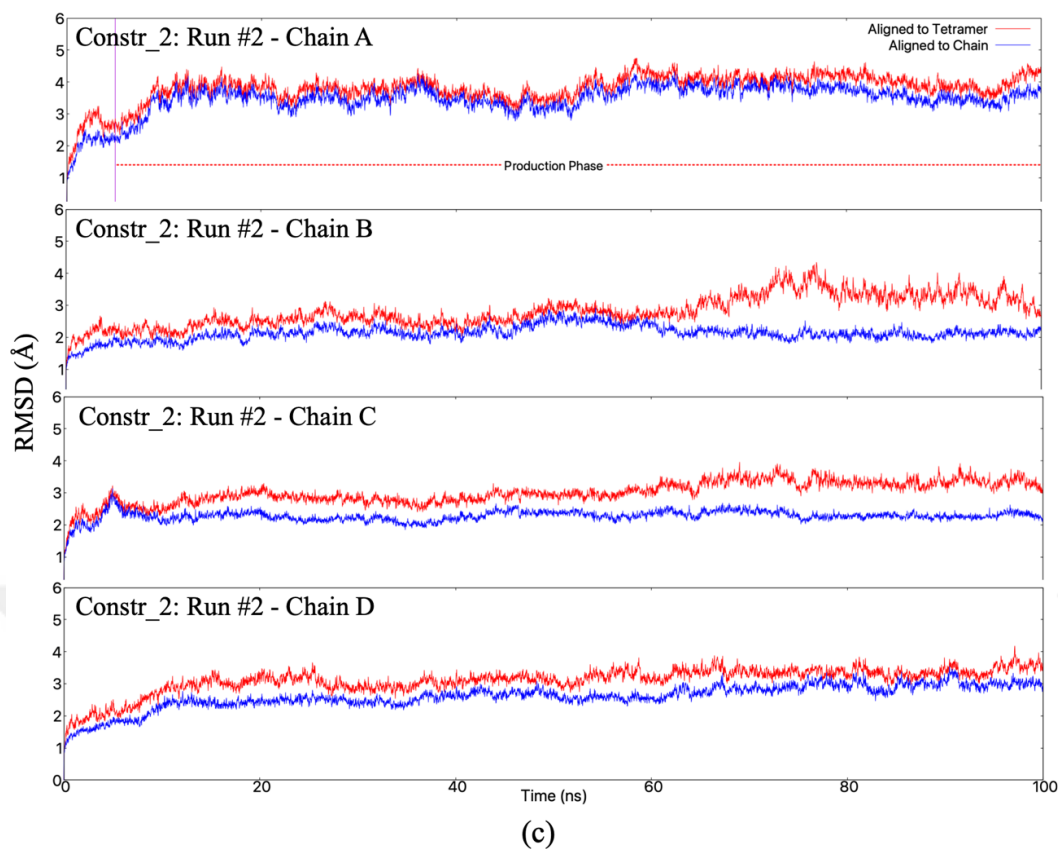 Constr_2: Run #2 - Chain A
Aligned to Tetramer
Aligned to Chain
6
5
4
3
2
1
Production Phase
Constr_2: Run #2 - Chain B
6
5
4
3
2
1
RMSD (Å)
Constr_2: Run #2 - Chain C
6
5
4
3
2
1
Constr_2: Run #2 - Chain D
6
5
4
3
2
1
0
0 20 40 60 80 100
Time (ns)
(c)